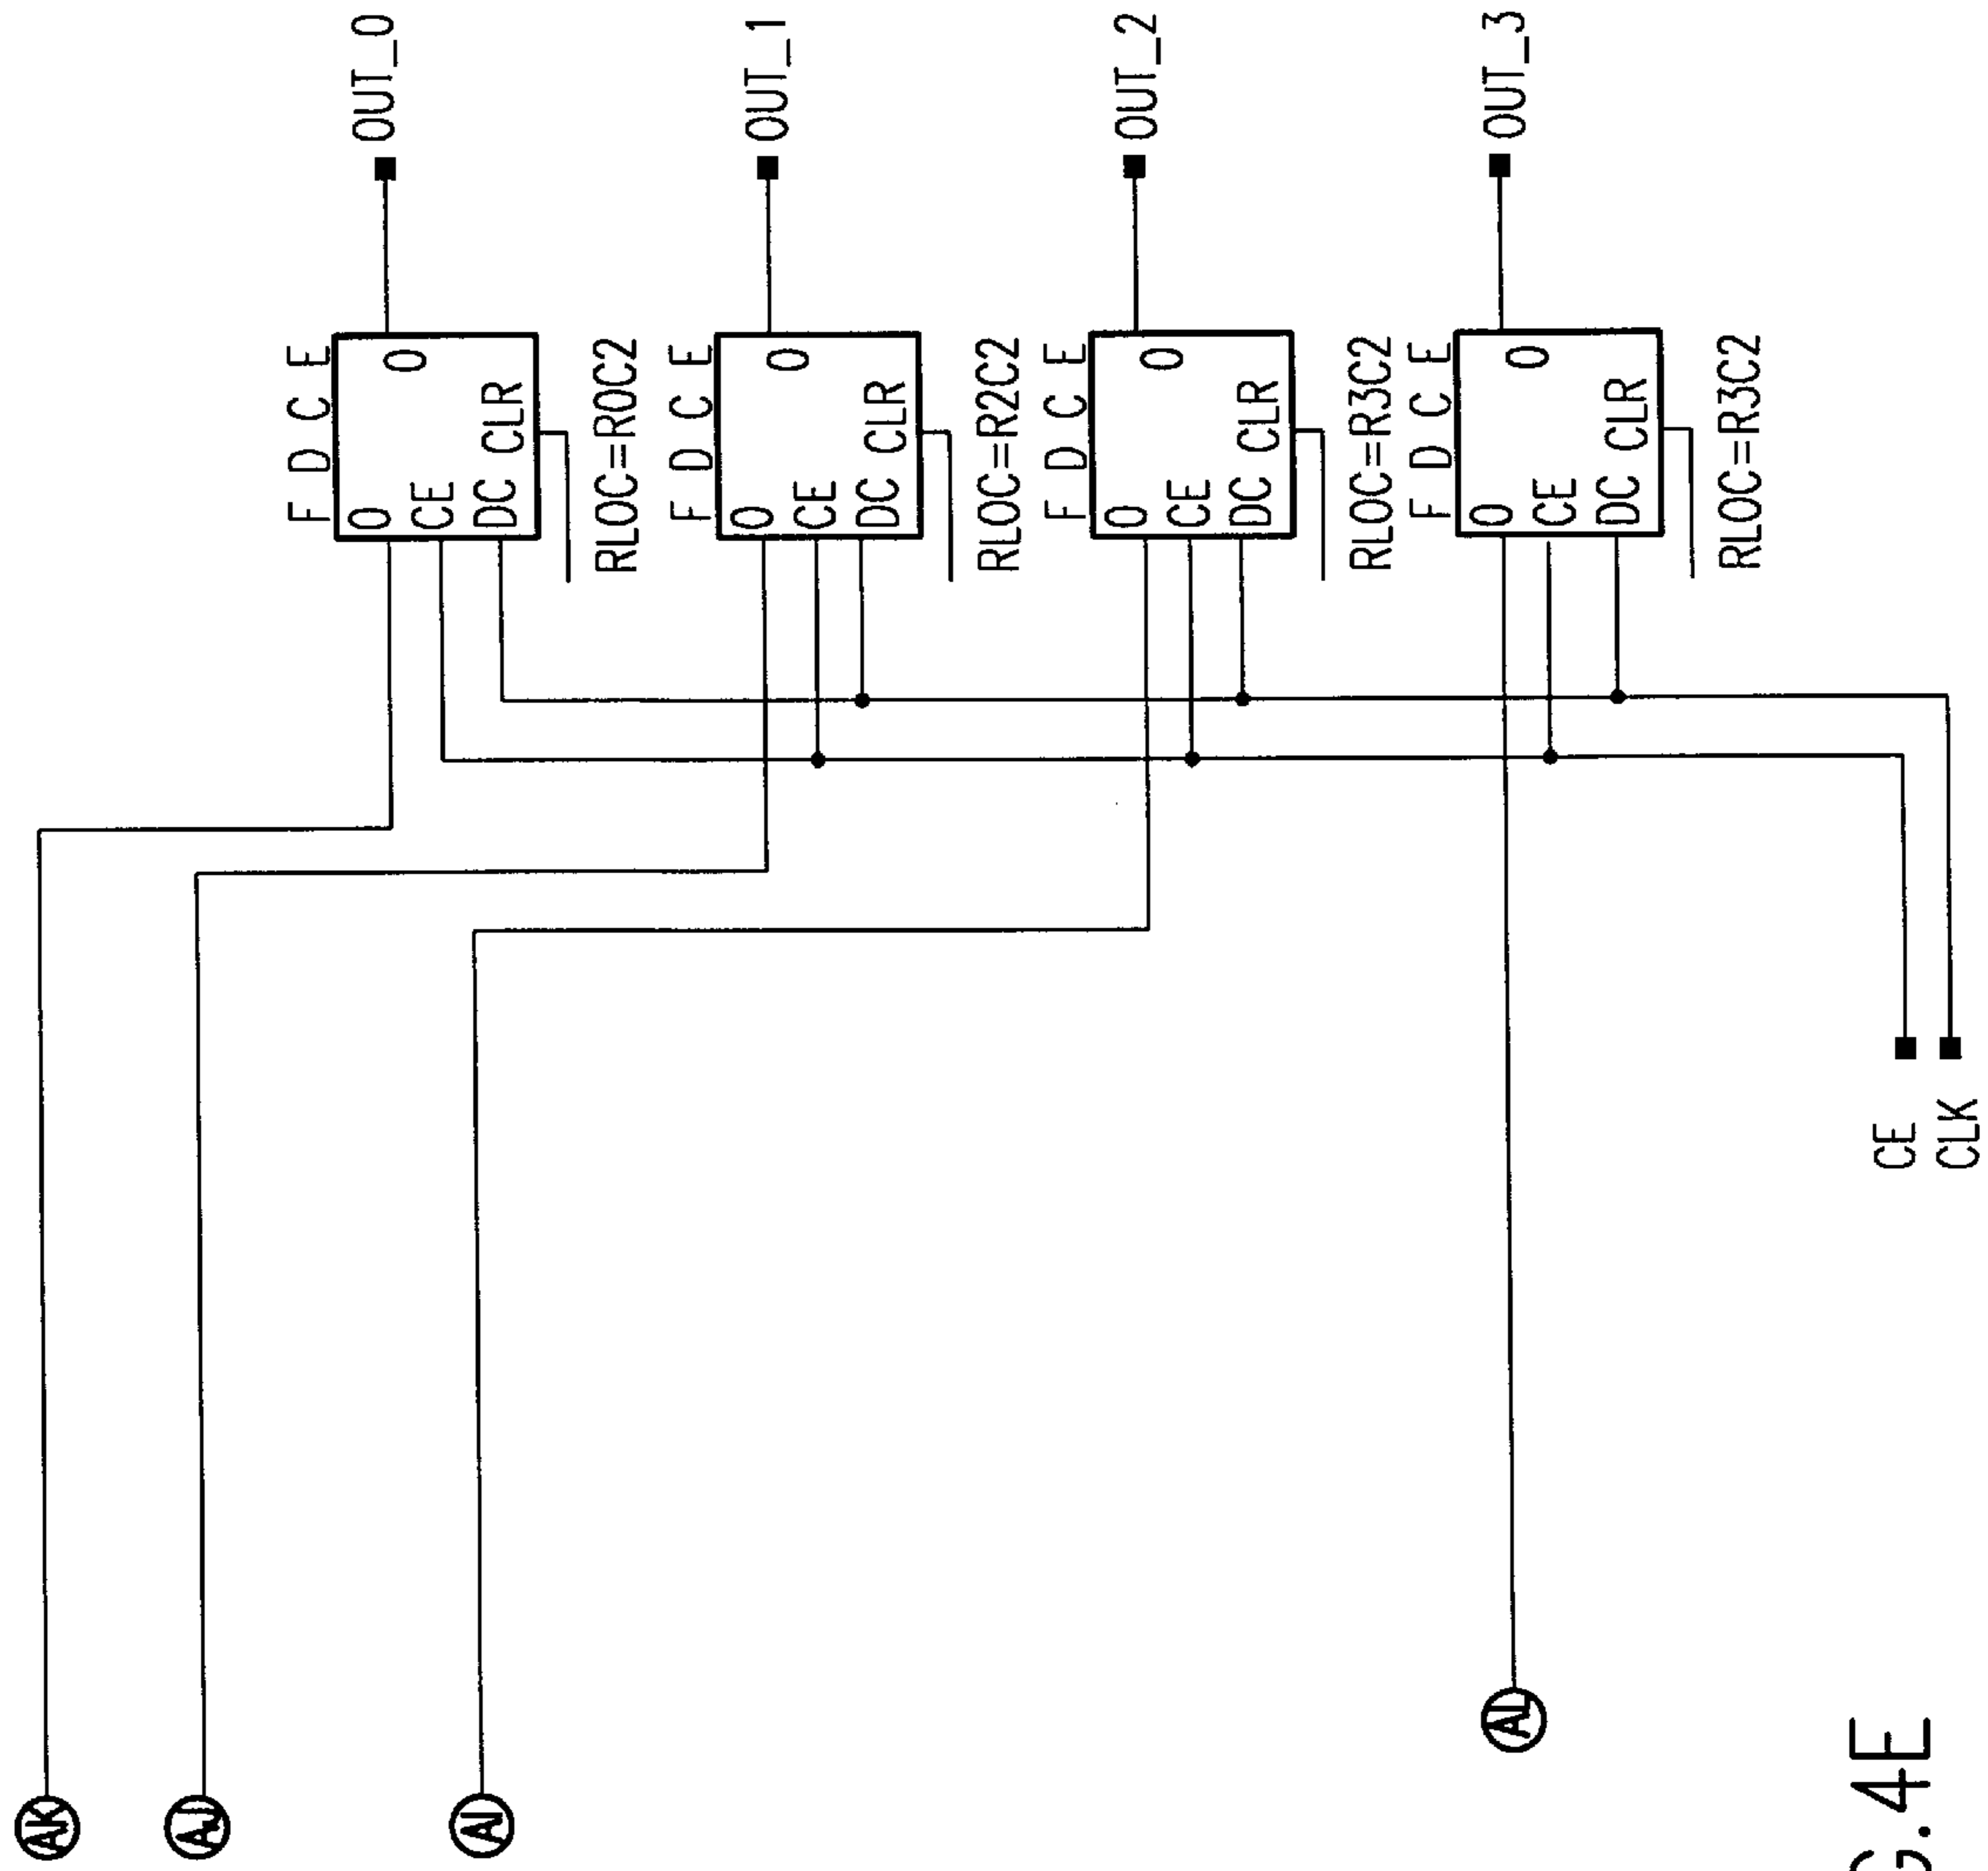 AK
AJ
AI
AL
F D C E
O
CE
DC CLR
O
RLOC=R0C2
OUT_0
F D C E
O
CE
DC CLR
O
RLOC=R2C2
OUT_1
F D C E
O
CE
DC CLR
O
RLOC=R3C2
OUT_2
F D C E
O
CE
DC CLR
O
RLOC=R3C2
OUT_3
CE
CLK
G.4E